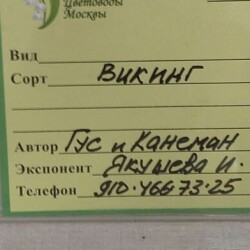 Цветоводы
Москвы
Вид
Сорт Викинг
Автор Гус и Канеман
Экспонент Якушева И.
Телефон 910·466·73·25